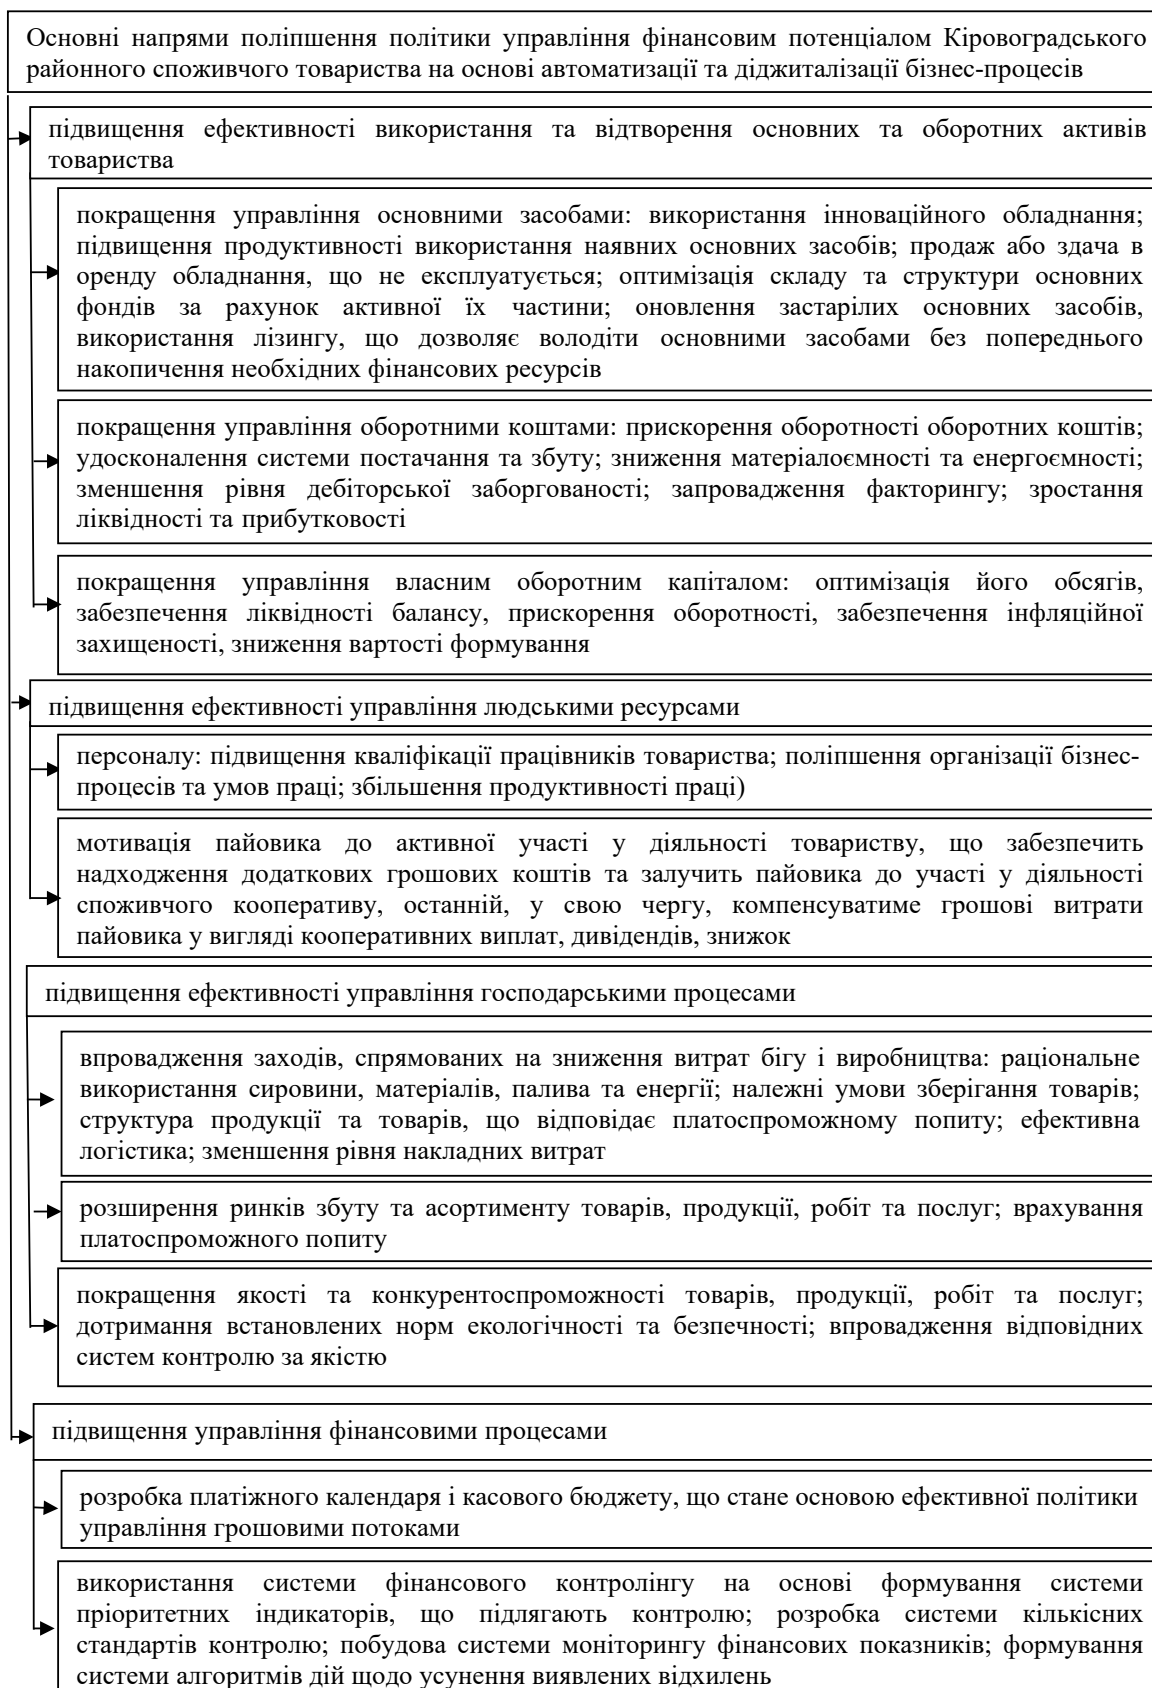 Основні напрями поліпшення політики управління фінансовим потенціалом Кіровоградського
районного споживчого товариства на основі автоматизації та діджиталізації бізнес-процесів
підвищення ефективності використання та відтворення основних та оборотних активів
товариства
покращення управління основними засобами: використання інноваційного обладнання;
підвищення продуктивності використання наявних основних засобів; продаж або здача в
оренду обладнання, що не експлуатується; оптимізація складу та структури основних
фондів за рахунок активної їх частини; оновлення застарілих основних засобів,
використання лізингу, що дозволяє володіти основними засобами без попереднього
накопичення необхідних фінансових ресурсів
покращення управління оборотними коштами: прискорення оборотності оборотних коштів;
удосконалення системи постачання та збуту; зниження матеріалоємності та енергоємності;
зменшення рівня дебіторської заборгованості; запровадження факторингу; зростання
ліквідності та прибутковості
покращення управління власним оборотним капіталом: оптимізація його обсягів,
забезпечення ліквідності балансу, прискорення оборотності, забезпечення інфляційної
захищеності, зниження вартості формування
підвищення ефективності управління людськими ресурсами
персоналу: підвищення кваліфікації працівників товариства; поліпшення організації бізнес-
процесів та умов праці; збільшення продуктивності праці)
мотивація пайовика до активної участі у діяльності товариству, що забезпечить
надходження додаткових грошових коштів та залучить пайовика до участі у діяльності
споживчого кооперативу, останній, у свою чергу, компенсуватиме грошові витрати
пайовика у вигляді кооперативних виплат, дивідендів, знижок
підвищення ефективності управління господарськими процесами
впровадження заходів, спрямованих на зниження витрат бігу і виробництва: раціональне
використання сировини, матеріалів, палива та енергії; належні умови зберігання товарів;
структура продукції та товарів, що відповідає платоспроможному попиту; ефективна
логістика; зменшення рівня накладних витрат
розширення ринків збуту та асортименту товарів, продукції, робіт та послуг; врахування
платоспроможного попиту
покращення якості та конкурентоспроможності товарів, продукції, робіт та послуг;
дотримання встановлених норм екологічності та безпечності; впровадження відповідних
систем контролю за якістю
підвищення управління фінансовими процесами
розробка платіжного календаря і касового бюджету, що стане основою ефективної політики
управління грошовими потоками
використання системи фінансового контролінгу на основі формування системи
пріоритетних індикаторів, що підлягають контролю; розробка системи кількісних
стандартів контролю; побудова системи моніторингу фінансових показників; формування
системи алгоритмів дій щодо усунення виявлених відхилень